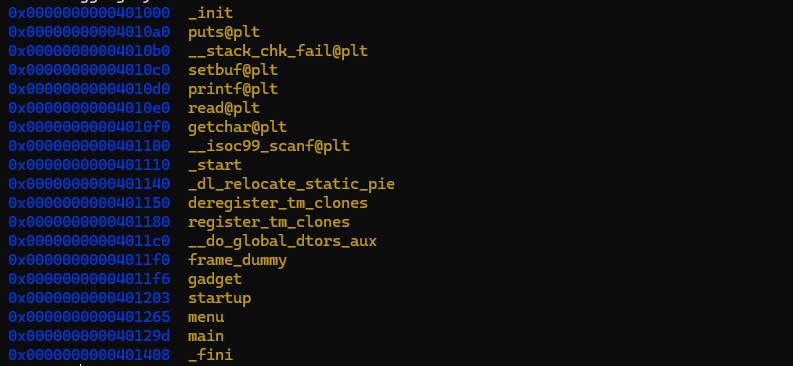 0x0000000000401000 _init
0x00000000004010a0 puts@plt
0x00000000004010b0 __stack_chk_fail@plt
0x00000000004010c0 setbuf@plt
0x00000000004010d0 printf@plt
0x00000000004010e0 read@plt
0x00000000004010f0 getchar@plt
0x0000000000401100 __isoc99_scanf@plt
0x0000000000401110 _start
0x0000000000401140 _dl_relocate_static_pie
0x0000000000401150 deregister_tm_clones
0x0000000000401180 register_tm_clones
0x00000000004011c0 __do_global_dtors_aux
0x00000000004011f0 frame_dummy
0x00000000004011f6 gadget
0x0000000000401203 startup
0x0000000000401265 menu
0x000000000040129d main
0x0000000000401408 _fini